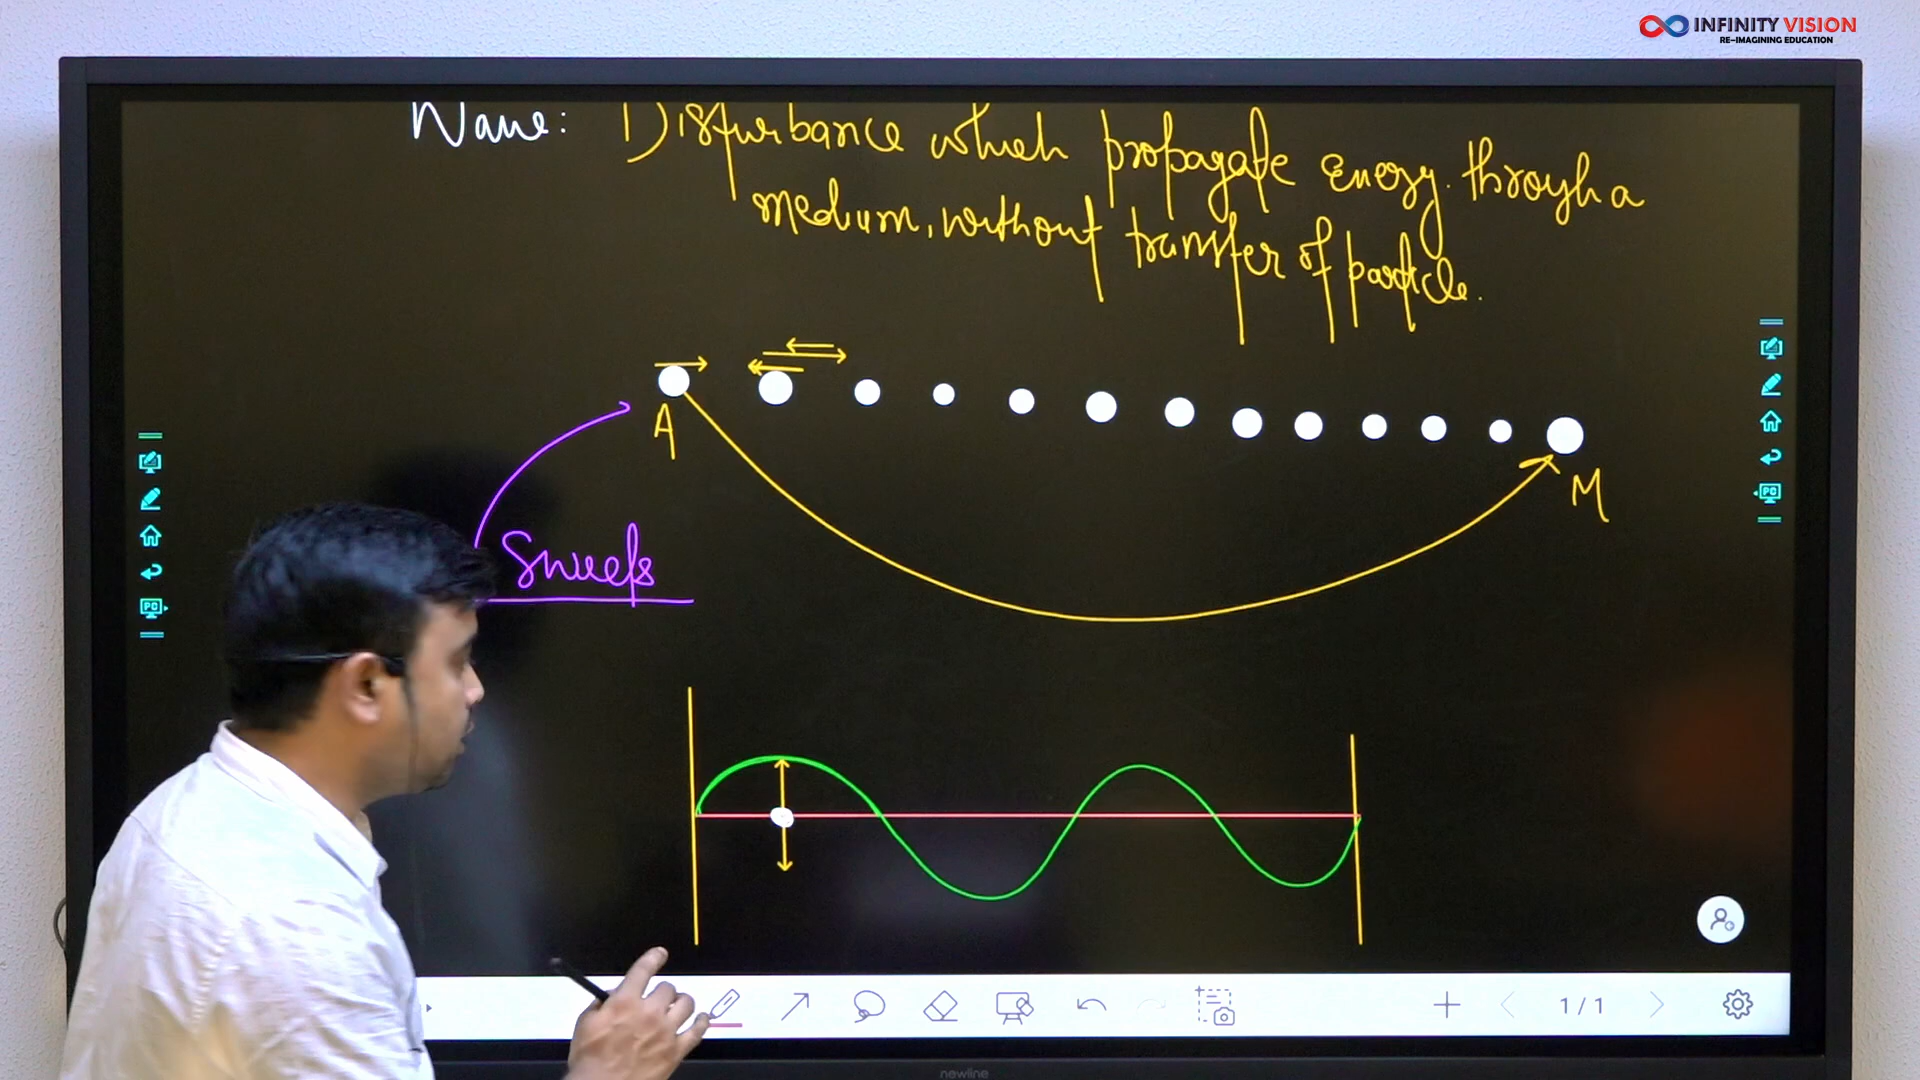 INFINITY VISION
RE-IMAGINING EDUCATION
Wave: Disturbance which propagate energy through a
medium, without transfer of particle.
A
M
Sweets
1/1
newline